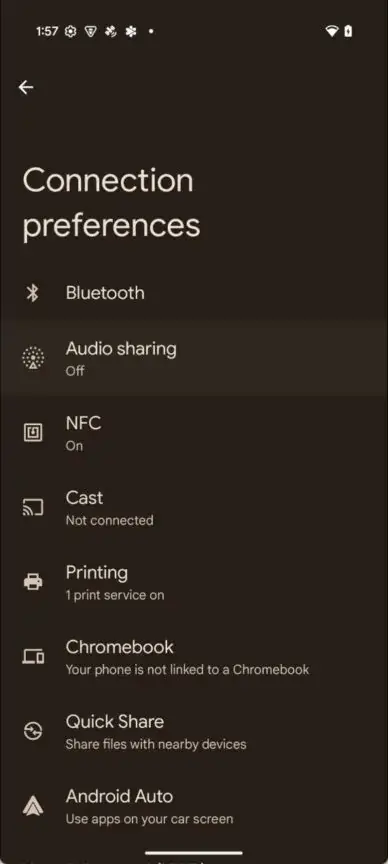 1:57
Connection
preferences
Bluetooth
Audio sharing
Off
NFC
On
Cast
Not connected
Printing
1 print service on
Chromebook
Your phone is not linked to a Chromebook
Quick Share
Share files with nearby devices
Android Auto
Use apps on your car screen